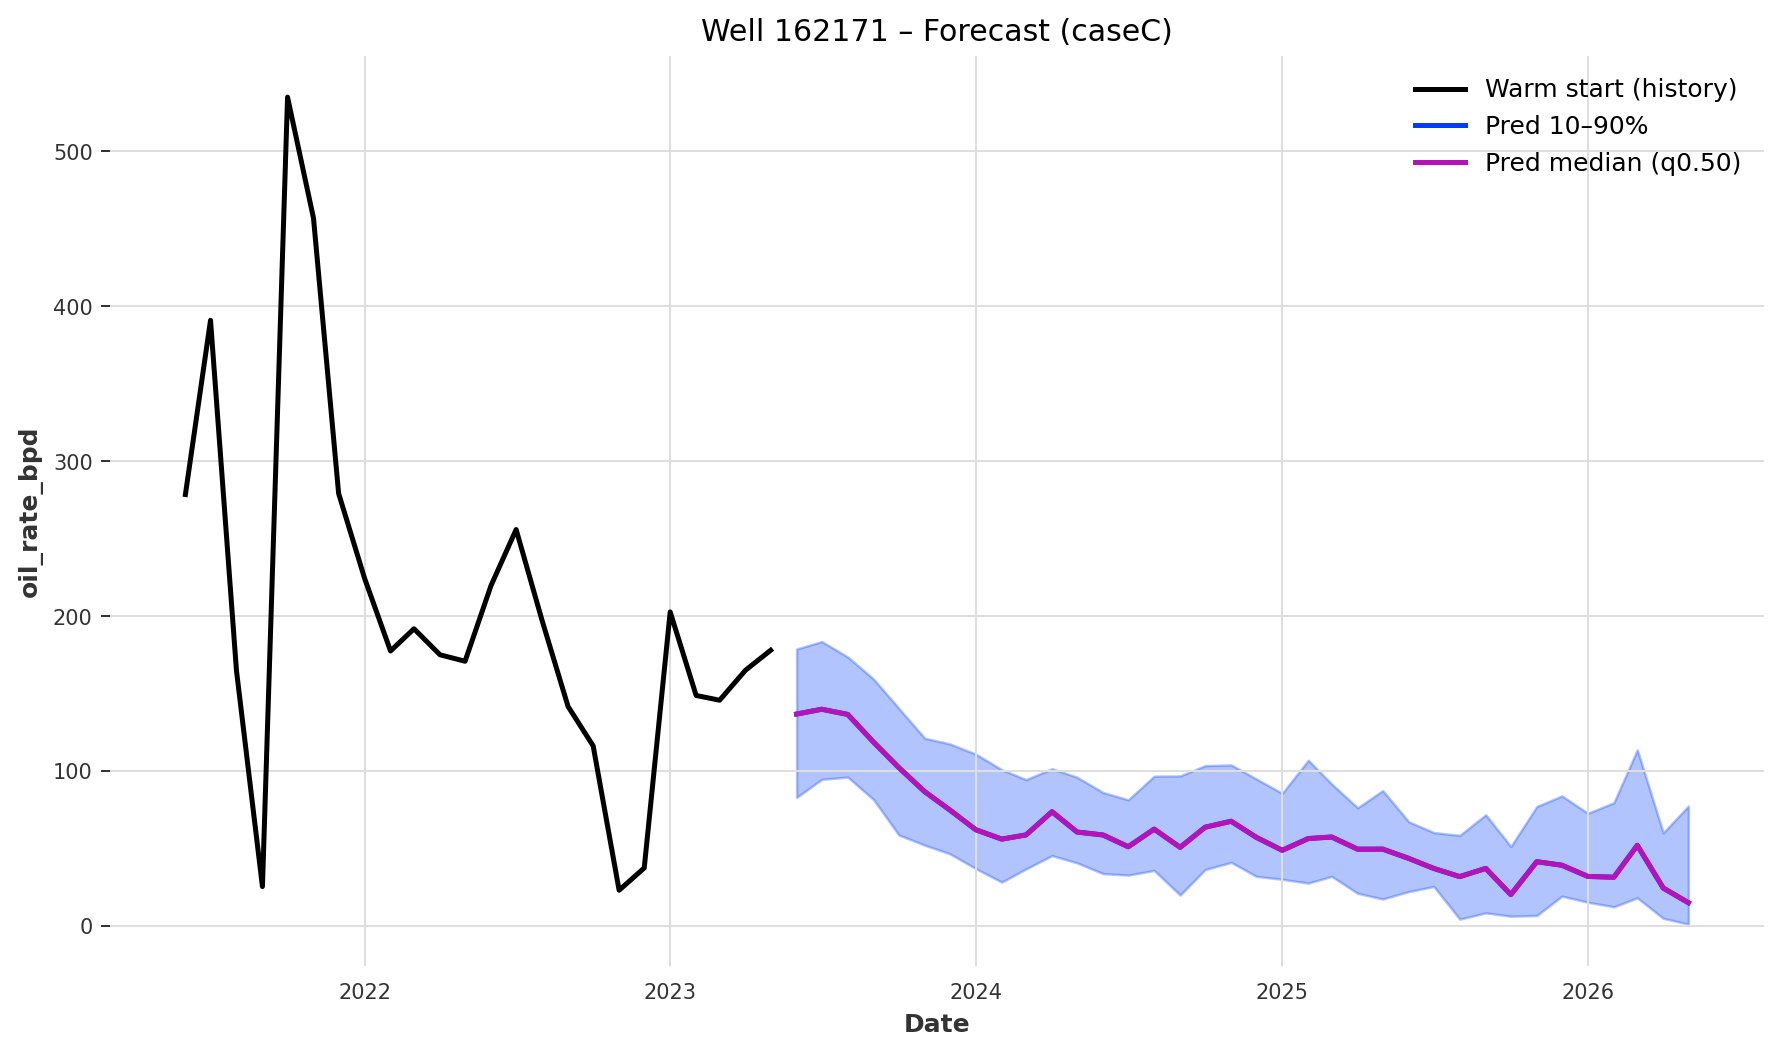 Well 162171 – Forecast (caseC)
Warm start (history)
Pred 10–90%
Pred median (q0.50)
oil_rate_bpd
500
400
300
200
100
0
2022
2023
2024
2025
2026
Date